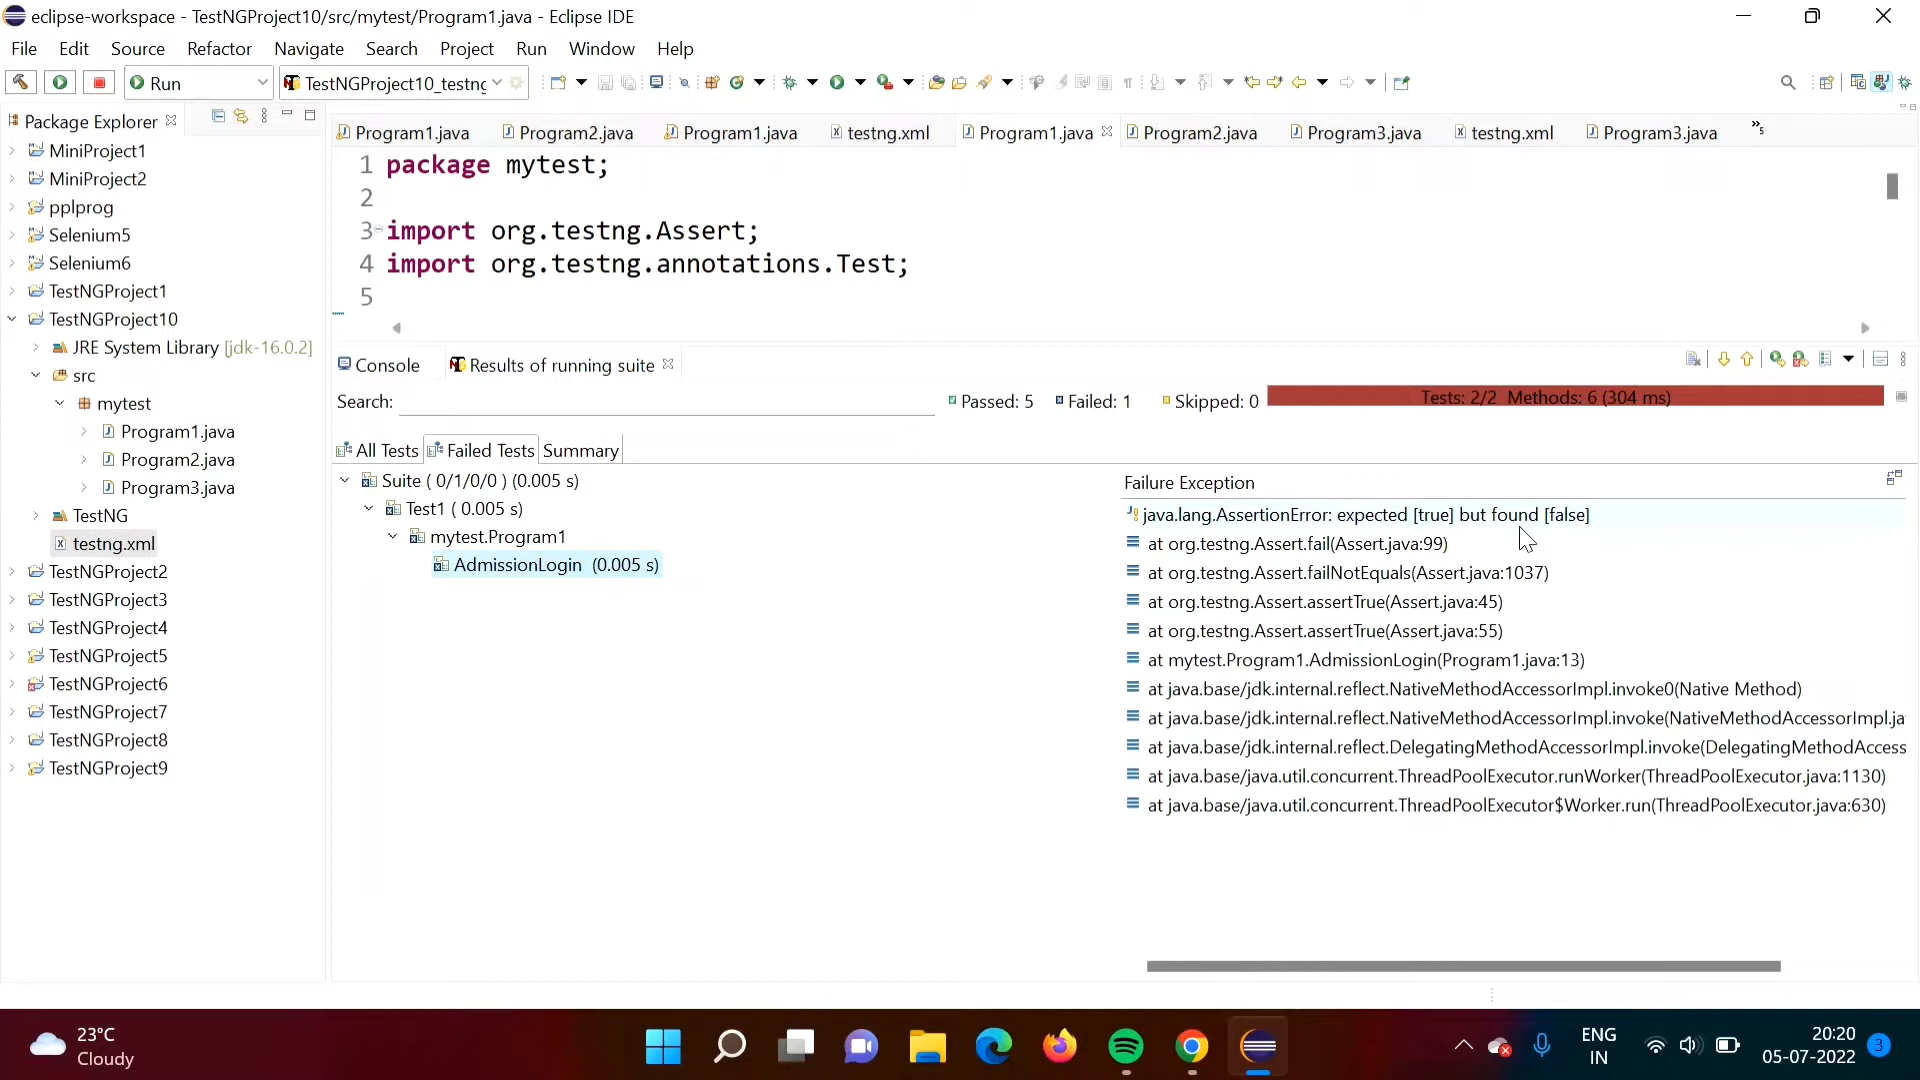 eclipse-workspace - TestNGProject10/src/mytest/Program1.java - Eclipse IDE
File Edit Source Refactor Navigate Search Project Run Window Help
Run TestNGProject10_testng
Package Explorer
MiniProject1
MiniProject2
pplprog
Selenium5
Selenium6
TestNGProject1
TestNGProject10
JRE System Library [jdk-16.0.2]
src
mytest
Program1.java
Program2.java
Program3.java
TestNG
testng.xml
TestNGProject2
TestNGProject3
TestNGProject4
TestNGProject5
TestNGProject6
TestNGProject7
TestNGProject8
TestNGProject9
Program1.java Program2.java Program1.java testng.xml Program1.java Program2.java Program3.java testng.xml Program3.java »5
1 package mytest;
2
3 import org.testng.Assert;
4 import org.testng.annotations.Test;
5
Console Results of running suite
Search: Passed: 5 Failed: 1 Skipped: 0 Tests: 2/2 Methods: 6 (304 ms)
All Tests Failed Tests Summary
Suite ( 0/1/0/0 ) (0.005 s)
Test1 ( 0.005 s)
mytest.Program1
AdmissionLogin (0.005 s)
Failure Exception
java.lang.AssertionError: expected [true] but found [false]
at org.testng.Assert.fail(Assert.java:99)
at org.testng.Assert.failNotEquals(Assert.java:1037)
at org.testng.Assert.assertTrue(Assert.java:45)
at org.testng.Assert.assertTrue(Assert.java:55)
at mytest.Program1.AdmissionLogin(Program1.java:13)
at java.base/jdk.internal.reflect.NativeMethodAccessorImpl.invoke0(Native Method)
at java.base/jdk.internal.reflect.NativeMethodAccessorImpl.invoke(NativeMethodAccessorImpl.ja
at java.base/jdk.internal.reflect.DelegatingMethodAccessorImpl.invoke(DelegatingMethodAccess
at java.base/java.util.concurrent.ThreadPoolExecutor.runWorker(ThreadPoolExecutor.java:1130)
at java.base/java.util.concurrent.ThreadPoolExecutor$Worker.run(ThreadPoolExecutor.java:630)
23°C
Cloudy
ENG
IN
20:20
05-07-2022
3